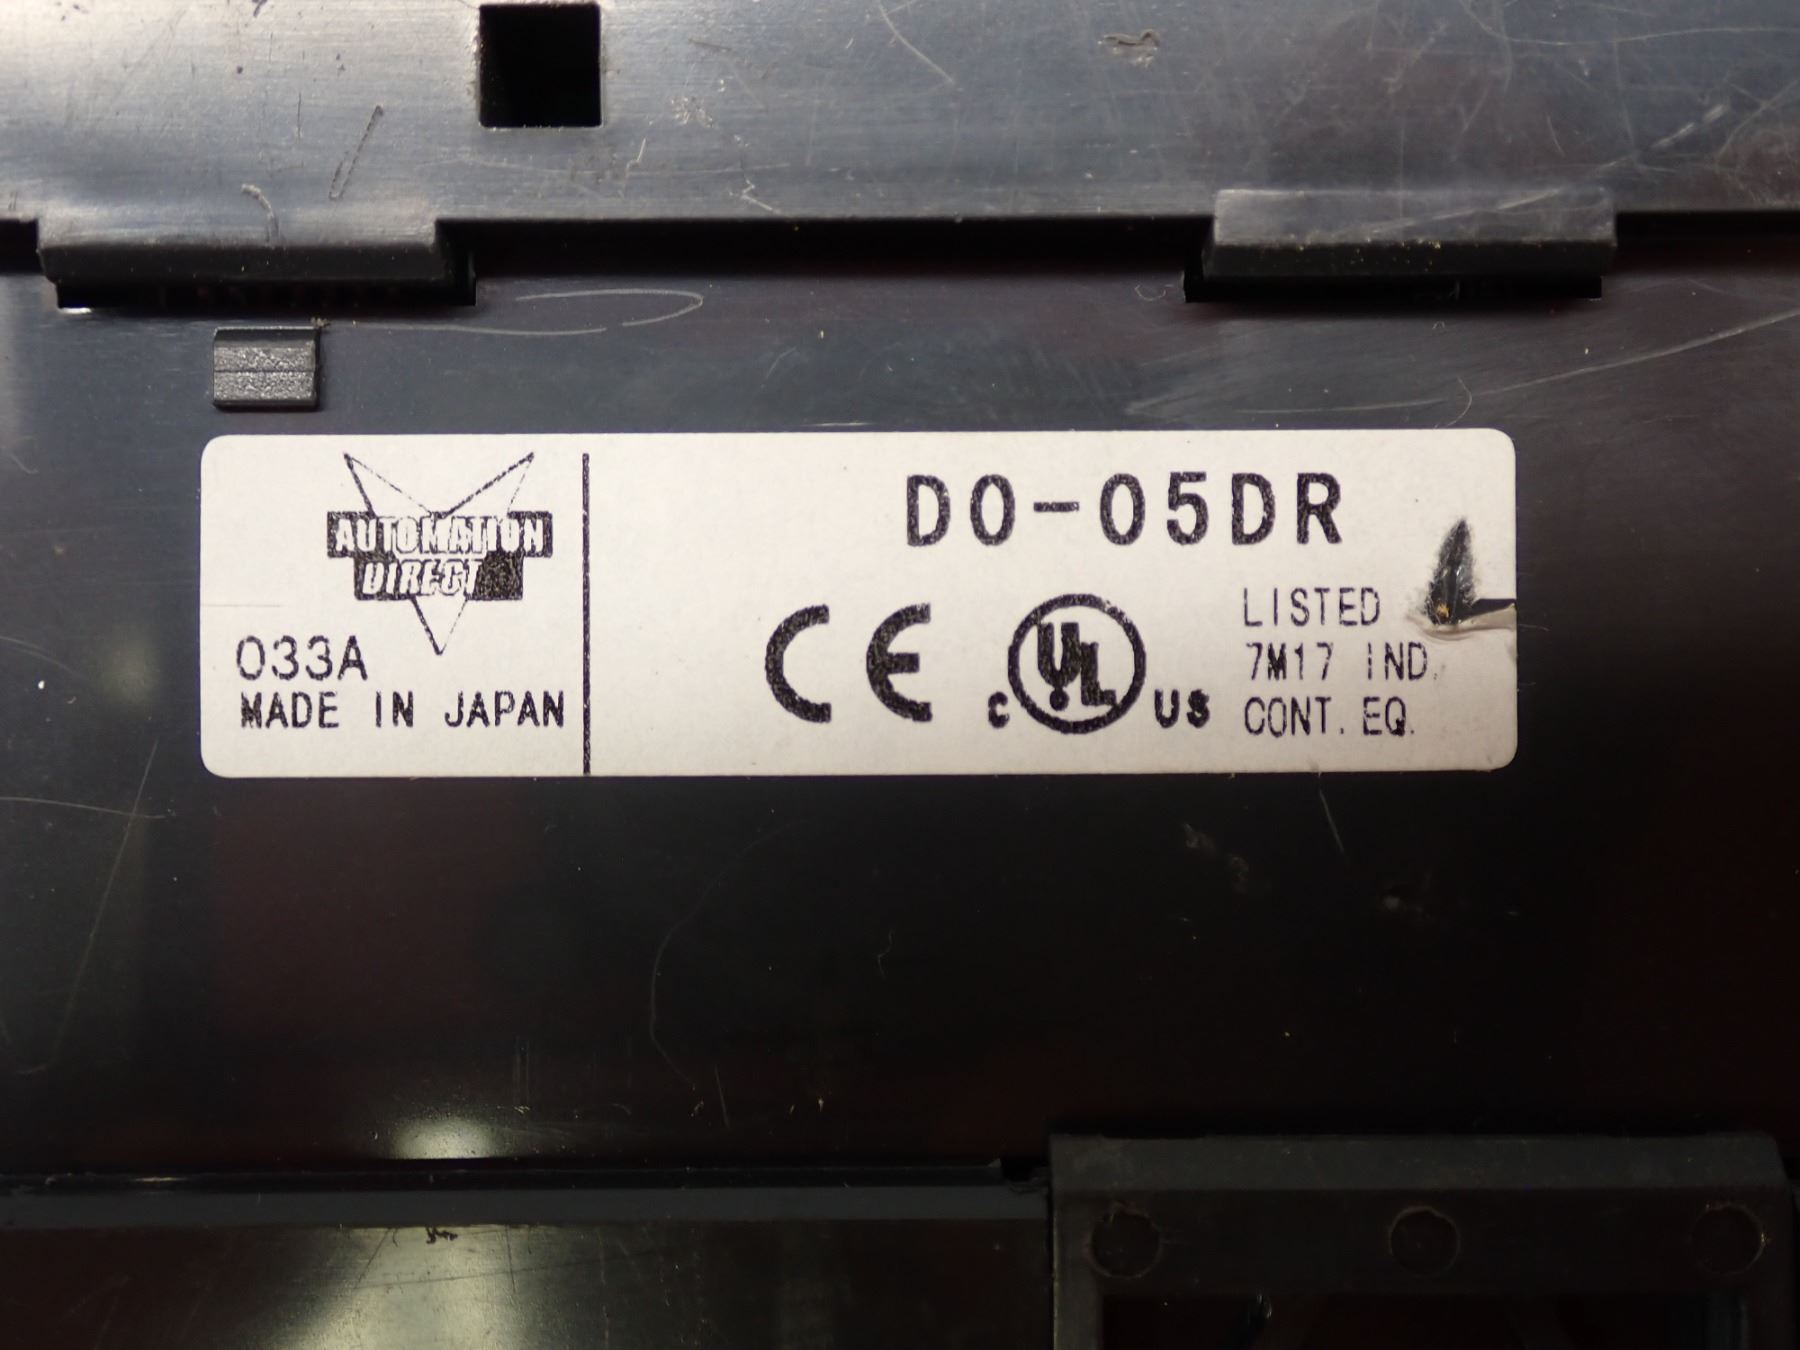 AUTOMATION
DIRECT
033A
MADE IN JAPAN
D0-05DR
CE
c UL US
LISTED
7M17 IND.
CONT. EQ.